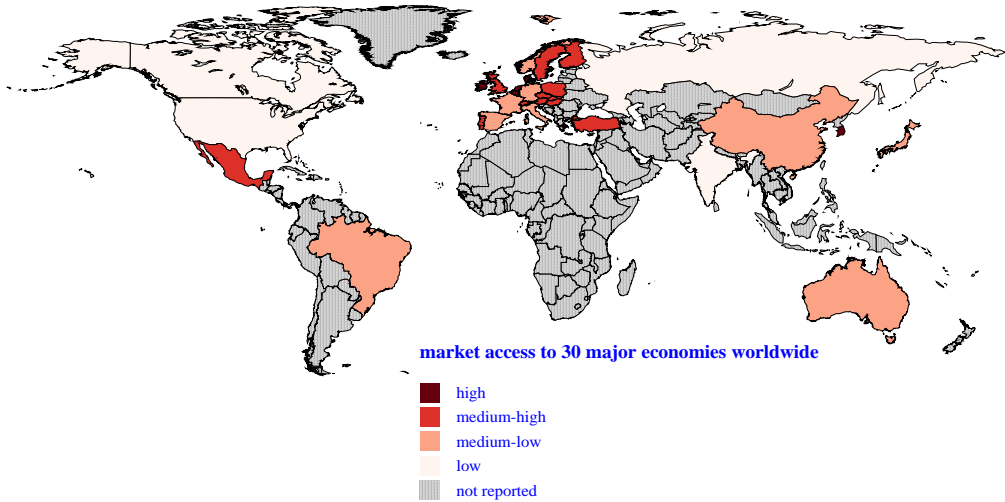 market access to 30 major economies worldwide
high
medium-high
medium-low
low
not reported